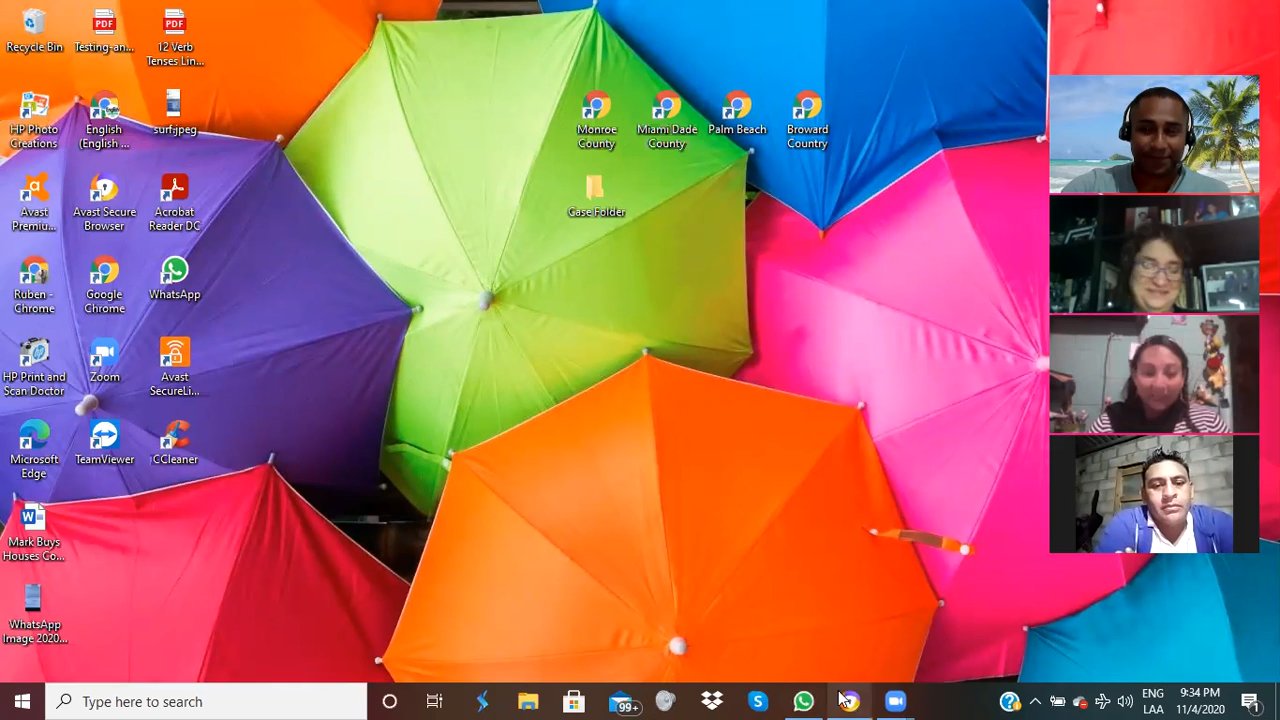 Recycle Bin
Testing-an...
12 Verb
Tenses Lin...
HP Photo
Creations
English
(English ...
surf.jpeg
Monroe
County
Miami Dade
County
Palm Beach
Broward
Country
Avast
Premiu...
Avast Secure
Browser
Acrobat
Reader DC
Case Folder
Ruben -
Chrome
Google
Chrome
WhatsApp
HP Print and
Scan Doctor
Zoom
Avast
SecureLi...
Microsoft
Edge
TeamViewer
CCleaner
Mark Buys
Houses Co...
WhatsApp
Image 2020...
Type here to search
99+
ENG
LAA
9:34 PM
11/4/2020
1